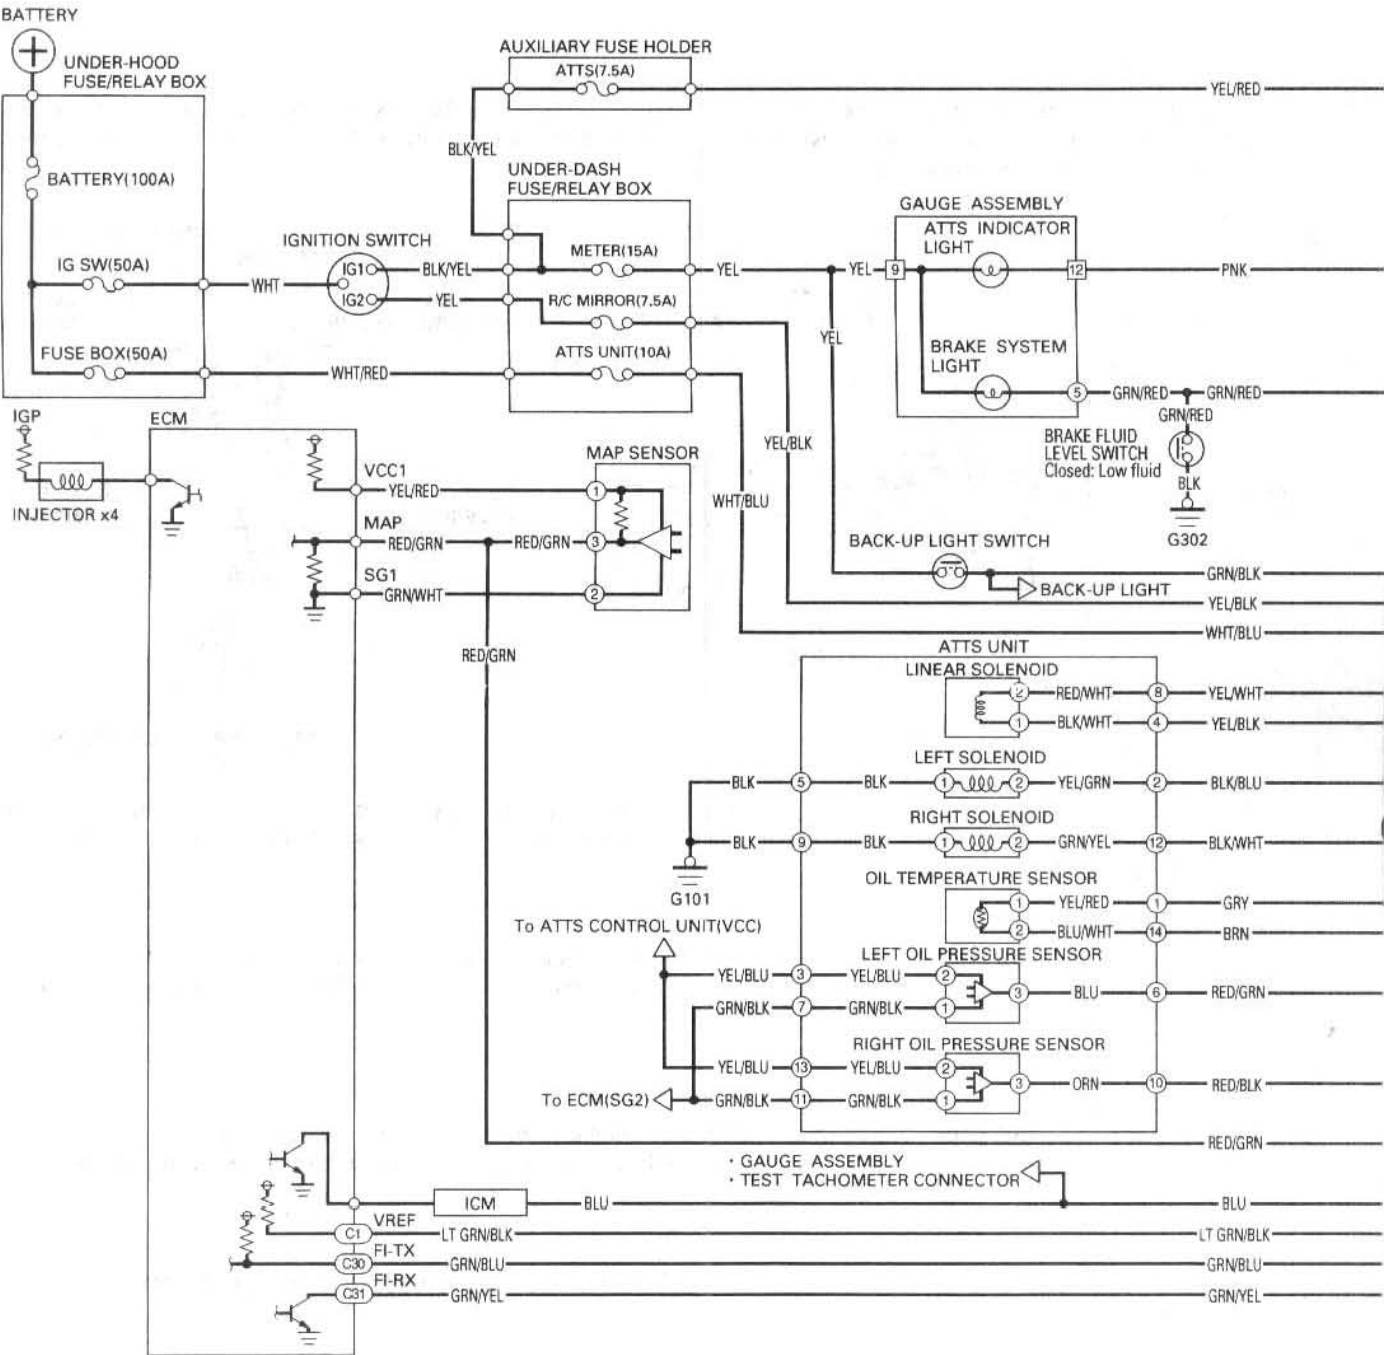 BATTERY
UNDER-HOOD
FUSE/RELAY BOX
BATTERY(100A)
IG SW(50A)
FUSE BOX(50A)
WHT
WHT/RED
IGNITION SWITCH
IG1
IG2
BLK/YEL
YEL
AUXILIARY FUSE HOLDER
ATTS(7.5A)
YEL/RED
BLK/YEL
UNDER-DASH
FUSE/RELAY BOX
METER(15A)
R/C MIRROR(7.5A)
ATTS UNIT(10A)
YEL
YEL
YEL
YEL/BLK
WHT/BLU
GAUGE ASSEMBLY
ATTS INDICATOR
LIGHT
9
12
PNK
BRAKE SYSTEM
LIGHT
5
GRN/RED
GRN/RED
GRN/RED
BRAKE FLUID
LEVEL SWITCH
Closed: Low fluid
BLK
G302
BACK-UP LIGHT SWITCH
GRN/BLK
BACK-UP LIGHT
YEL/BLK
WHT/BLU
IGP
INJECTOR x4
ECM
VCC1
YEL/RED
MAP
RED/GRN
RED/GRN
SG1
GRN/WHT
MAP SENSOR
1
3
2
RED/GRN
ATTS UNIT
LINEAR SOLENOID
2 RED/WHT 8 YEL/WHT
1 BLK/WHT 4 YEL/BLK
LEFT SOLENOID
BLK 5 BLK 1 2 YEL/GRN 2 BLK/BLU
RIGHT SOLENOID
BLK 9 BLK 1 2 GRN/YEL 12 BLK/WHT
G101
OIL TEMPERATURE SENSOR
1 YEL/RED 1 GRY
2 BLU/WHT 14 BRN
To ATTS CONTROL UNIT(VCC)
LEFT OIL PRESSURE SENSOR
YEL/BLU 3 YEL/BLU 2
3 BLU 6 RED/GRN
GRN/BLK 7 GRN/BLK 1
RIGHT OIL PRESSURE SENSOR
YEL/BLU 13 YEL/BLU 2
3 ORN 10 RED/BLK
To ECM(SG2) GRN/BLK 11 GRN/BLK 1
RED/GRN
· GAUGE ASSEMBLY
· TEST TACHOMETER CONNECTOR
ICM BLU BLU
VREF
C1 LT GRN/BLK LT GRN/BLK
FI-TX
C30 GRN/BLU GRN/BLU
FI-RX
C31 GRN/YEL GRN/YEL